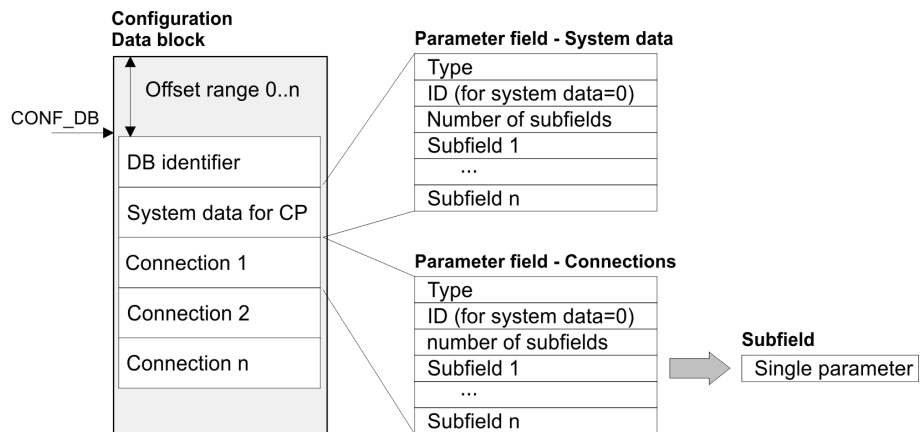 Configuration
Data block
Offset range 0..n
CONF_DB
DB identifier
System data for CP
Connection 1
Connection 2
Connection n
Parameter field - System data
Type
ID (for system data=0)
Number of subfields
Subfield 1
...
Subfield n
Parameter field - Connections
Type
ID (for system data=0)
number of subfields
Subfield 1
...
Subfield n
Subfield
Single parameter